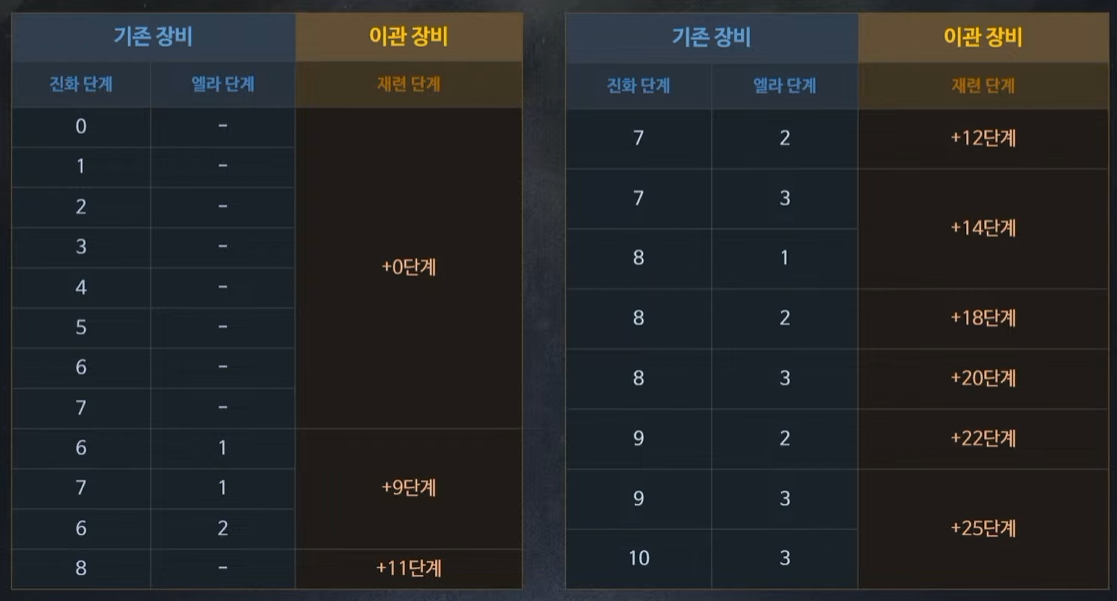 기존 장비 이관 장비
진화 단계 엘라 단계 재련 단계
0 –
1 –
2 –
3 –
+0단계
4 –
5 –
6 –
7 –
6 1
7 1
+9단계
6 2
8 – +11단계
기존 장비 이관 장비
진화 단계 엘라 단계 재련 단계
7 2 +12단계
7 3
+14단계
8 1
8 2 +18단계
8 3 +20단계
9 2 +22단계
9 3
+25단계
10 3